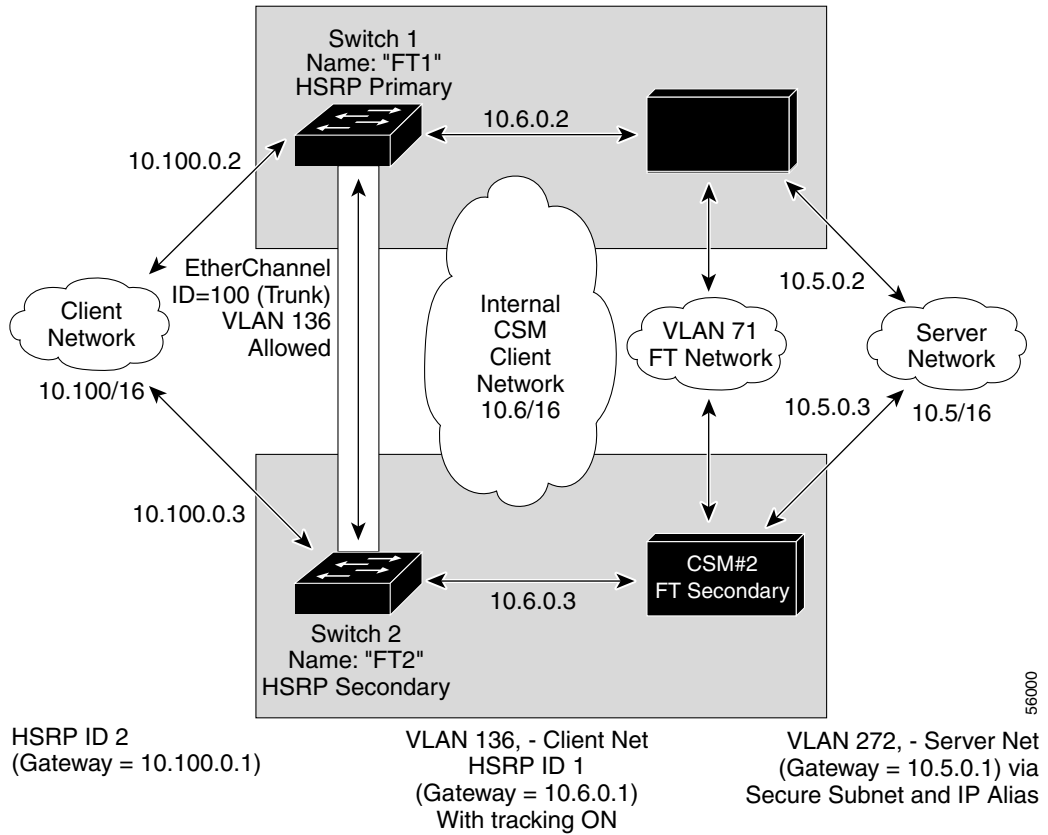 Switch 1
Name: "FT1"
HSRP Primary
10.6.0.2
10.100.0.2
EtherChannel
ID=100 (Trunk)
VLAN 136
Allowed
Client
Network
10.100/16
Internal
CSM
Client
Network
10.6/16
VLAN 71
FT Network
10.5.0.2
Server
Network
10.5.0.3
10.5/16
10.100.0.3
10.6.0.3
CSM#2
FT Secondary
Switch 2
Name: "FT2"
HSRP Secondary
56000
HSRP ID 2
(Gateway = 10.100.0.1)
VLAN 136, - Client Net
HSRP ID 1
(Gateway = 10.6.0.1)
With tracking ON
VLAN 272, - Server Net
(Gateway = 10.5.0.1) via
Secure Subnet and IP Alias